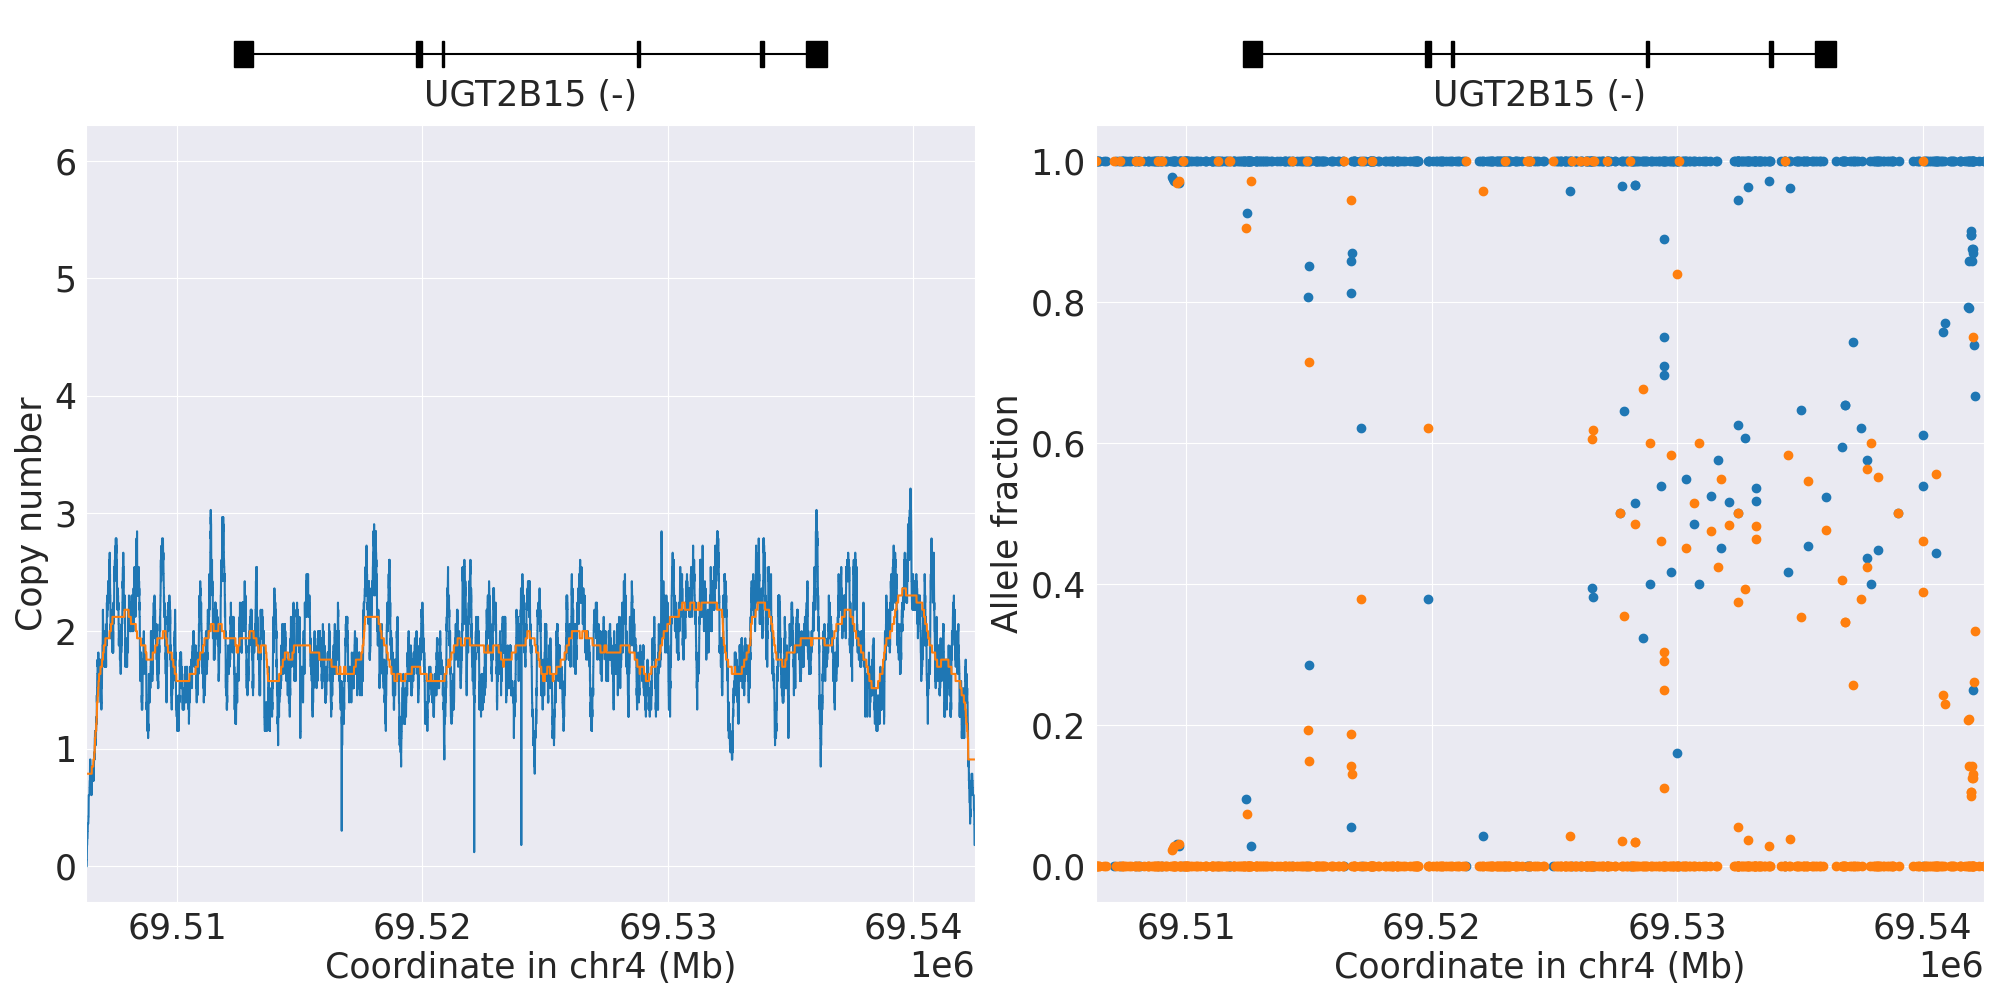 UGT2B15 (-)
UGT2B15 (-)
Copy number
6
5
4
3
2
1
0
69.51 69.52 69.53 69.54
Coordinate in chr4 (Mb) 1e6
Allele fraction
1.0
0.8
0.6
0.4
0.2
0.0
69.51 69.52 69.53 69.54
Coordinate in chr4 (Mb) 1e6